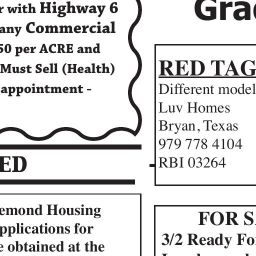 r with Highway 6
any Commercial
50 per ACRE and
Must Sell (Health)
appointment -
ED
emond Housing
pplications for
e obtained at the
Grad
RED TAG
Different model
Luv Homes
Bryan, Texas
979 778 4104
RBI 03264
FOR S
3/2 Ready Fo